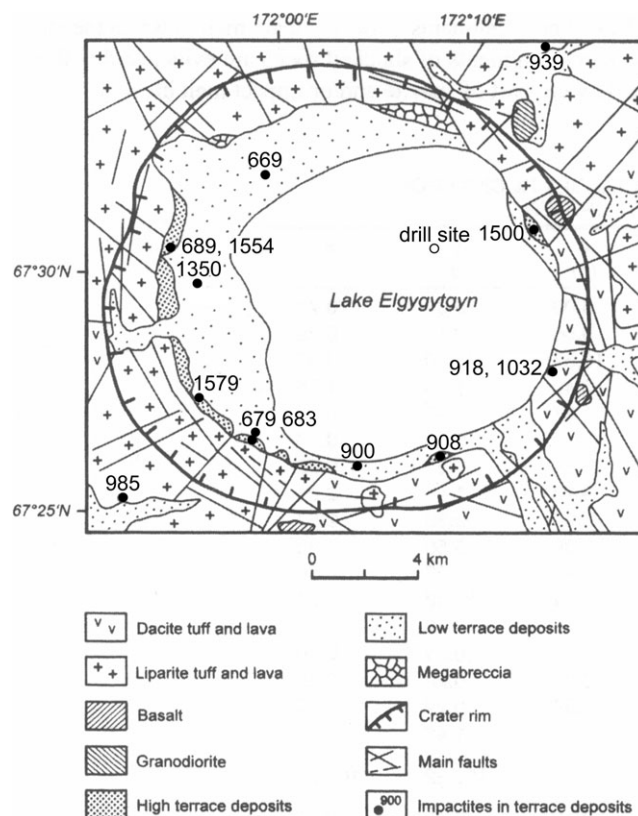 172°00'E 172°10'E
939
669
drill site 1500
689, 1554
1350
67°30'N
Lake Elgygytgyn
918, 1032
1579
679 683
900 908
985
67°25'N
0 4 km
Dacite tuff and lava
Liparite tuff and lava
Basalt
Granodiorite
High terrace deposits
Low terrace deposits
Megabreccia
Crater rim
Main faults
900 Impactites in terrace deposits